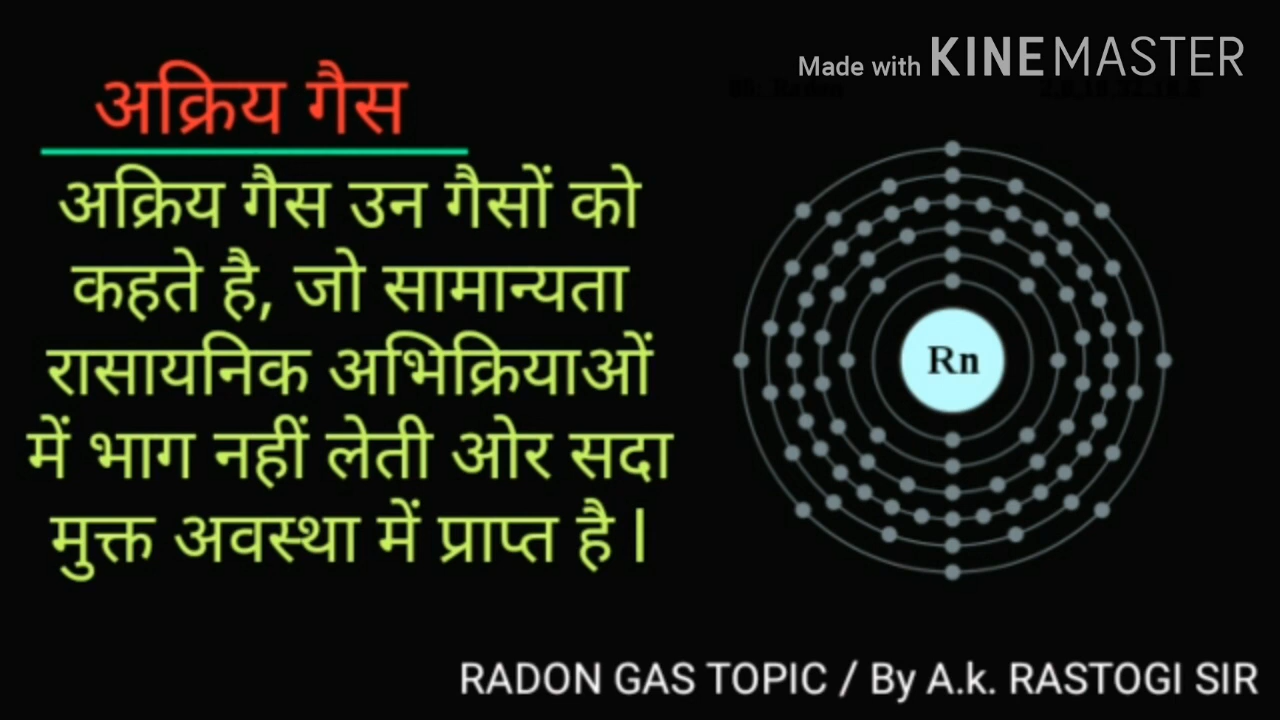 Made with KINEMASTER
अक्रिय गैस
अक्रिय गैस उन गैसों को
कहते है, जो सामान्यता
रासायनिक अभिक्रियाओं
में भाग नहीं लेती ओर सदा
मुक्त अवस्था में प्राप्त है l
Rn
RADON GAS TOPIC / By A.k. RASTOGI SIR